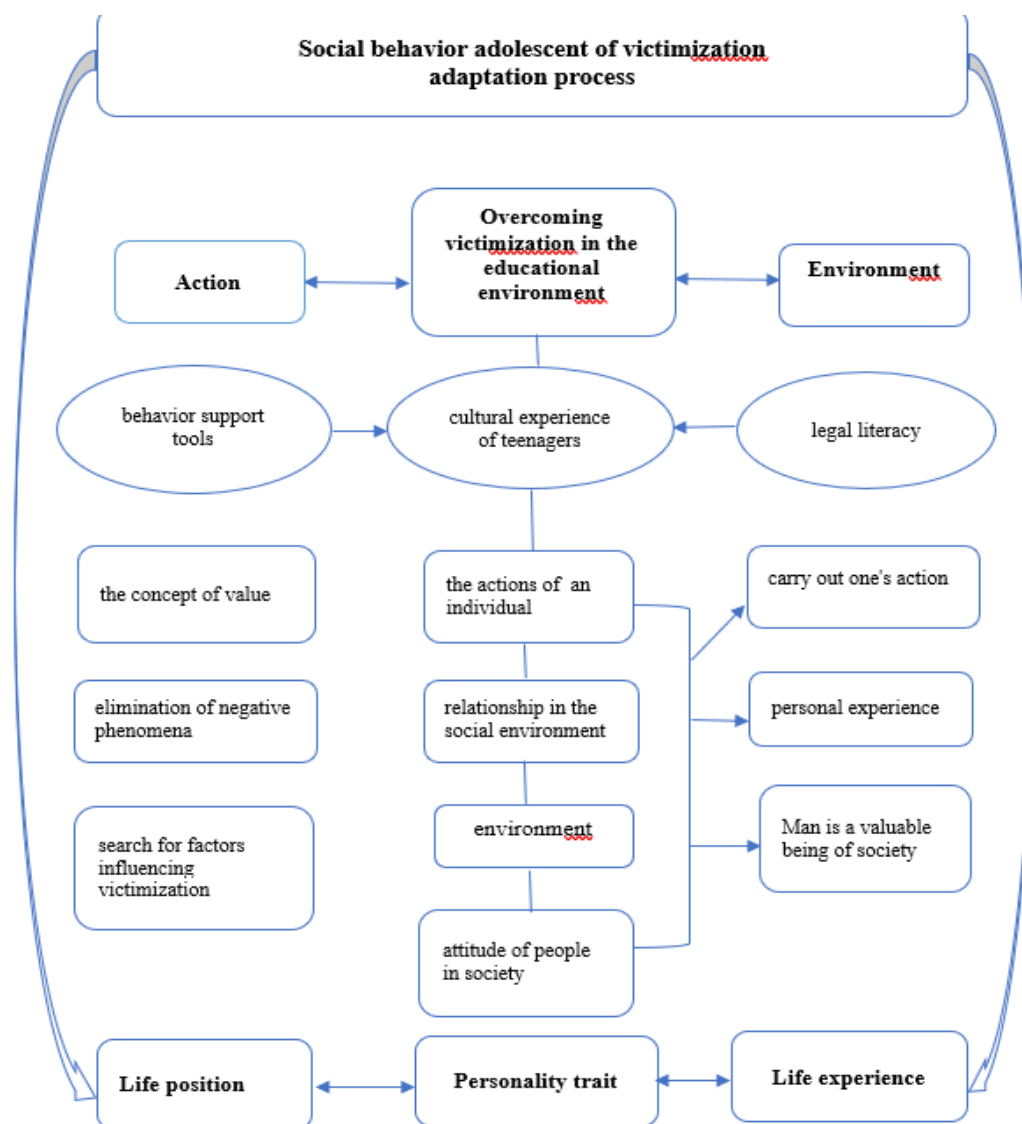 Social behavior adolescent of victimization
adaptation process
Overcoming
victimization in the
educational
environment
Action
Environment
behavior support
tools
cultural experience
of teenagers
legal literacy
the concept of value
the actions of an
individual
carry out one's action
elimination of negative
phenomena
relationship in the
social environment
personal experience
search for factors
influencing
victimization
environment
Man is a valuable
being of society
attitude of people
in society
Life position
Personality trait
Life experience